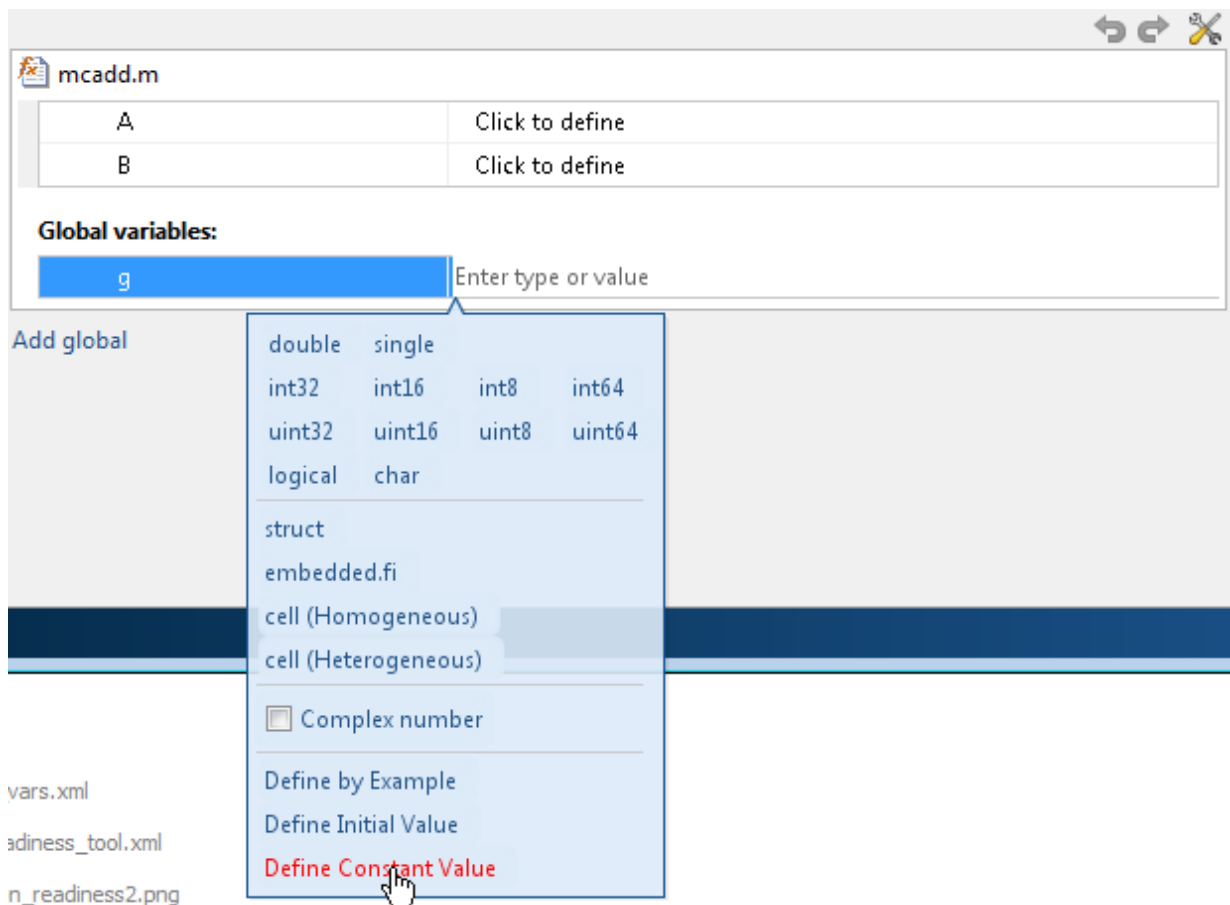 mcadd.m
A Click to define
B Click to define
Global variables:
g Enter type or value
Add global
double single
int32 int16 int8 int64
uint32 uint16 uint8 uint64
logical char
struct
embedded.fi
cell (Homogeneous)
cell (Heterogeneous)
Complex number
Define by Example
Define Initial Value
Define Constant Value
vars.xml
adiness_tool.xml
n_readiness2.png